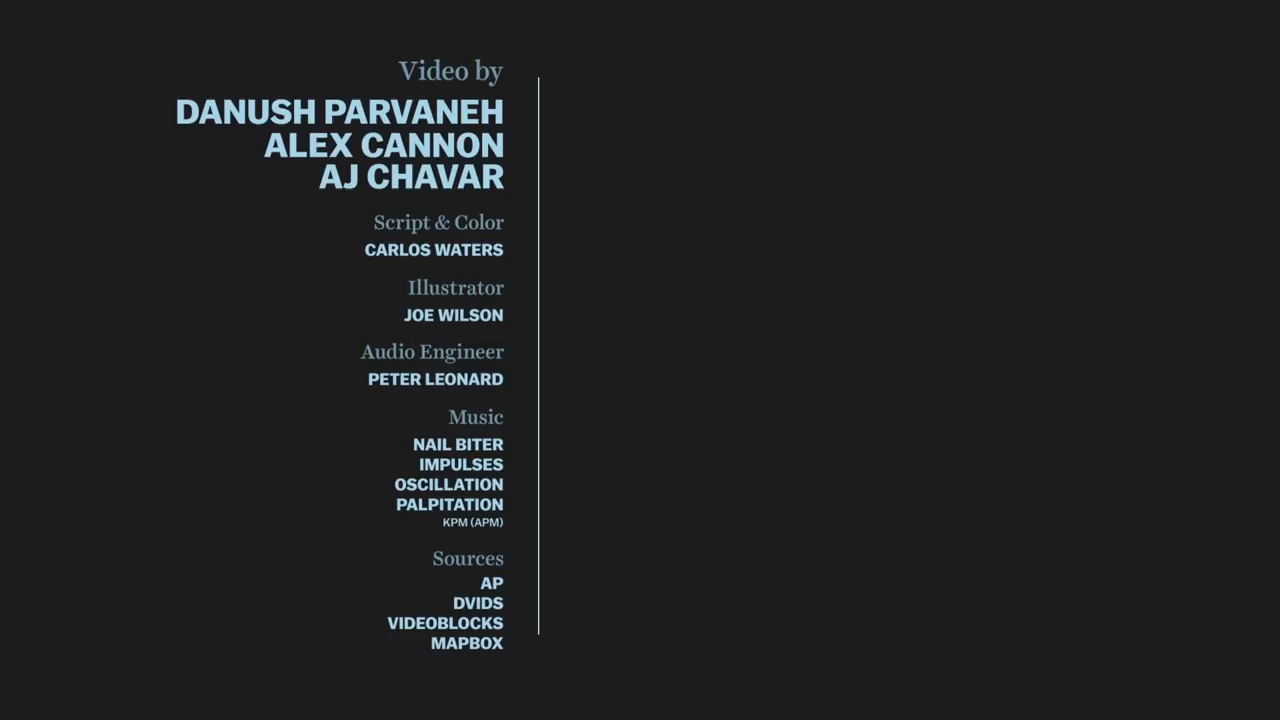 Video by
DANUSH PARVANEH
ALEX CANNON
AJ CHAVAR
Script & Color
CARLOS WATERS
Illustrator
JOE WILSON
Audio Engineer
PETER LEONARD
Music
NAIL BITER
IMPULSES
OSCILLATION
PALPITATION
KPM (APM)
Sources
AP
DVIDS
VIDEOBLOCKS
MAPBOX